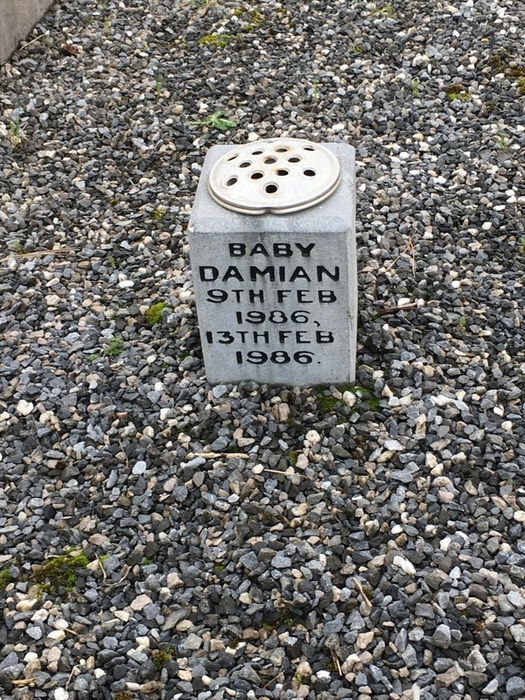 BABY
DAMIAN
9TH FEB
1986,
13TH FEB
1986.